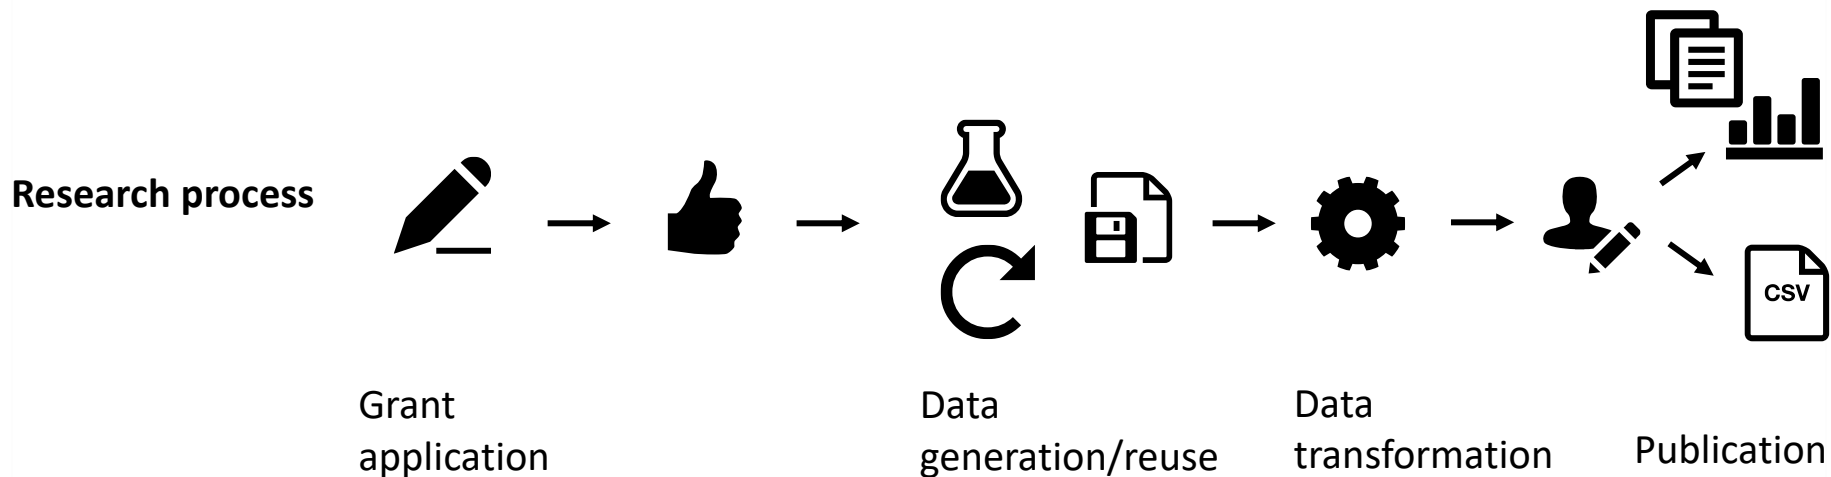 Research process
CSV
Grant
application
Data
generation/reuse
Data
transformation
Publication